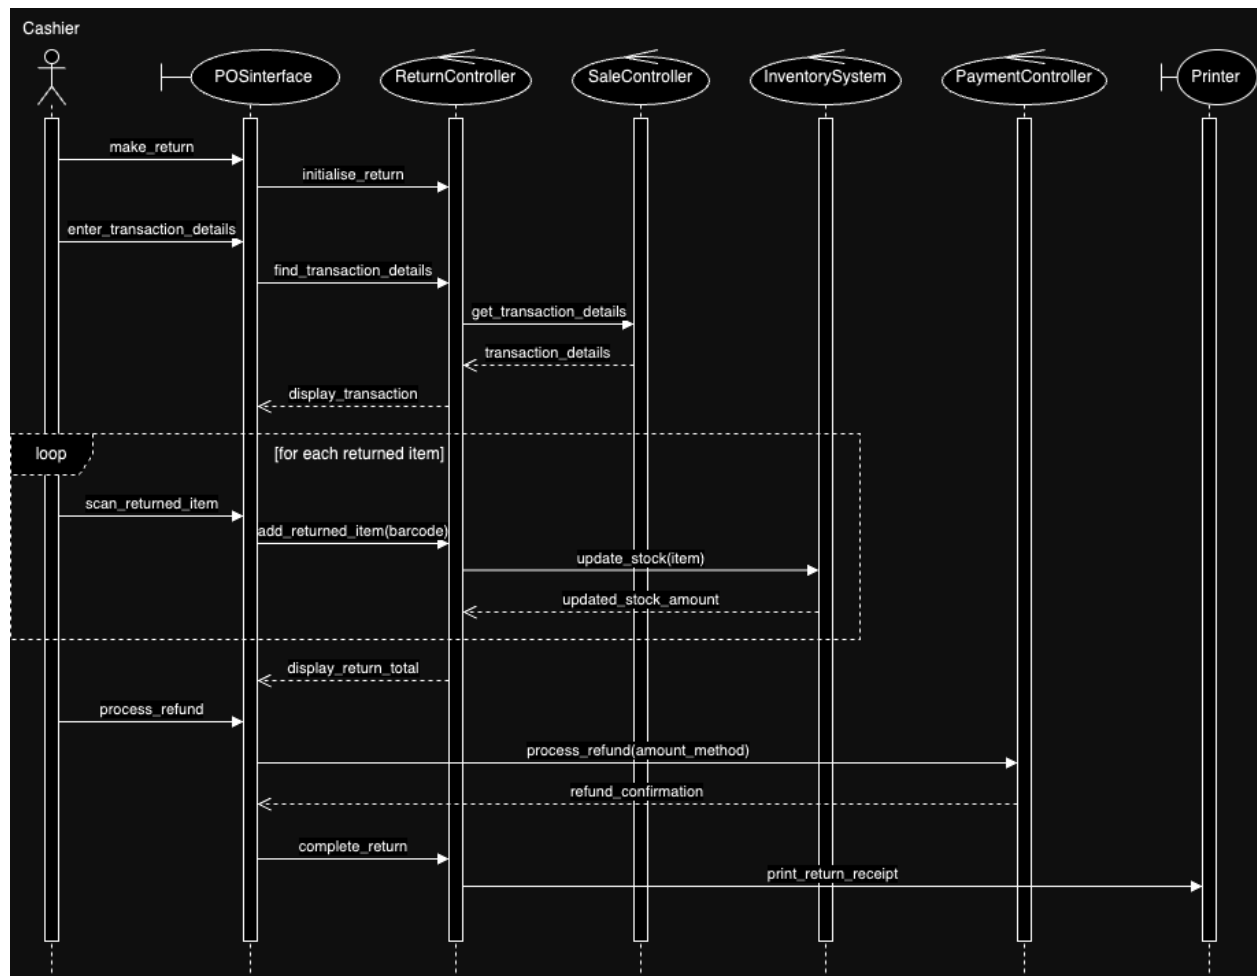 Cashier
POSinterface
ReturnController
SaleController
InventorySystem
PaymentController
Printer
make_return
initialise_return
enter_transaction_details
find_transaction_details
get_transaction_details
transaction_details
display_transaction
loop
[for each returned item]
scan_returned_item
add_returned_item(barcode)
update_stock(item)
updated_stock_amount
display_return_total
process_refund
process_refund(amount_method)
refund_confirmation
complete_return
print_return_receipt